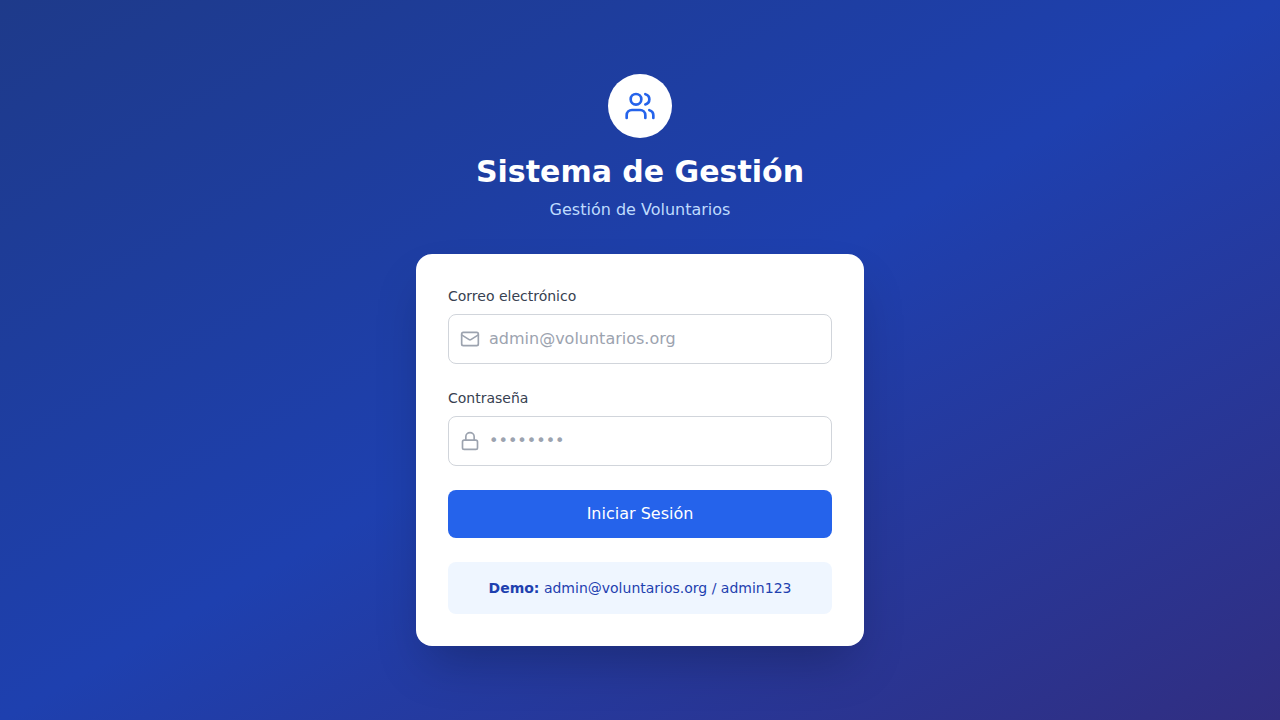 Sistema de Gestión
Gestión de Voluntarios
Correo electrónico
admin@voluntarios.org
Contraseña
••••••••
Iniciar Sesión
Demo: admin@voluntarios.org / admin123